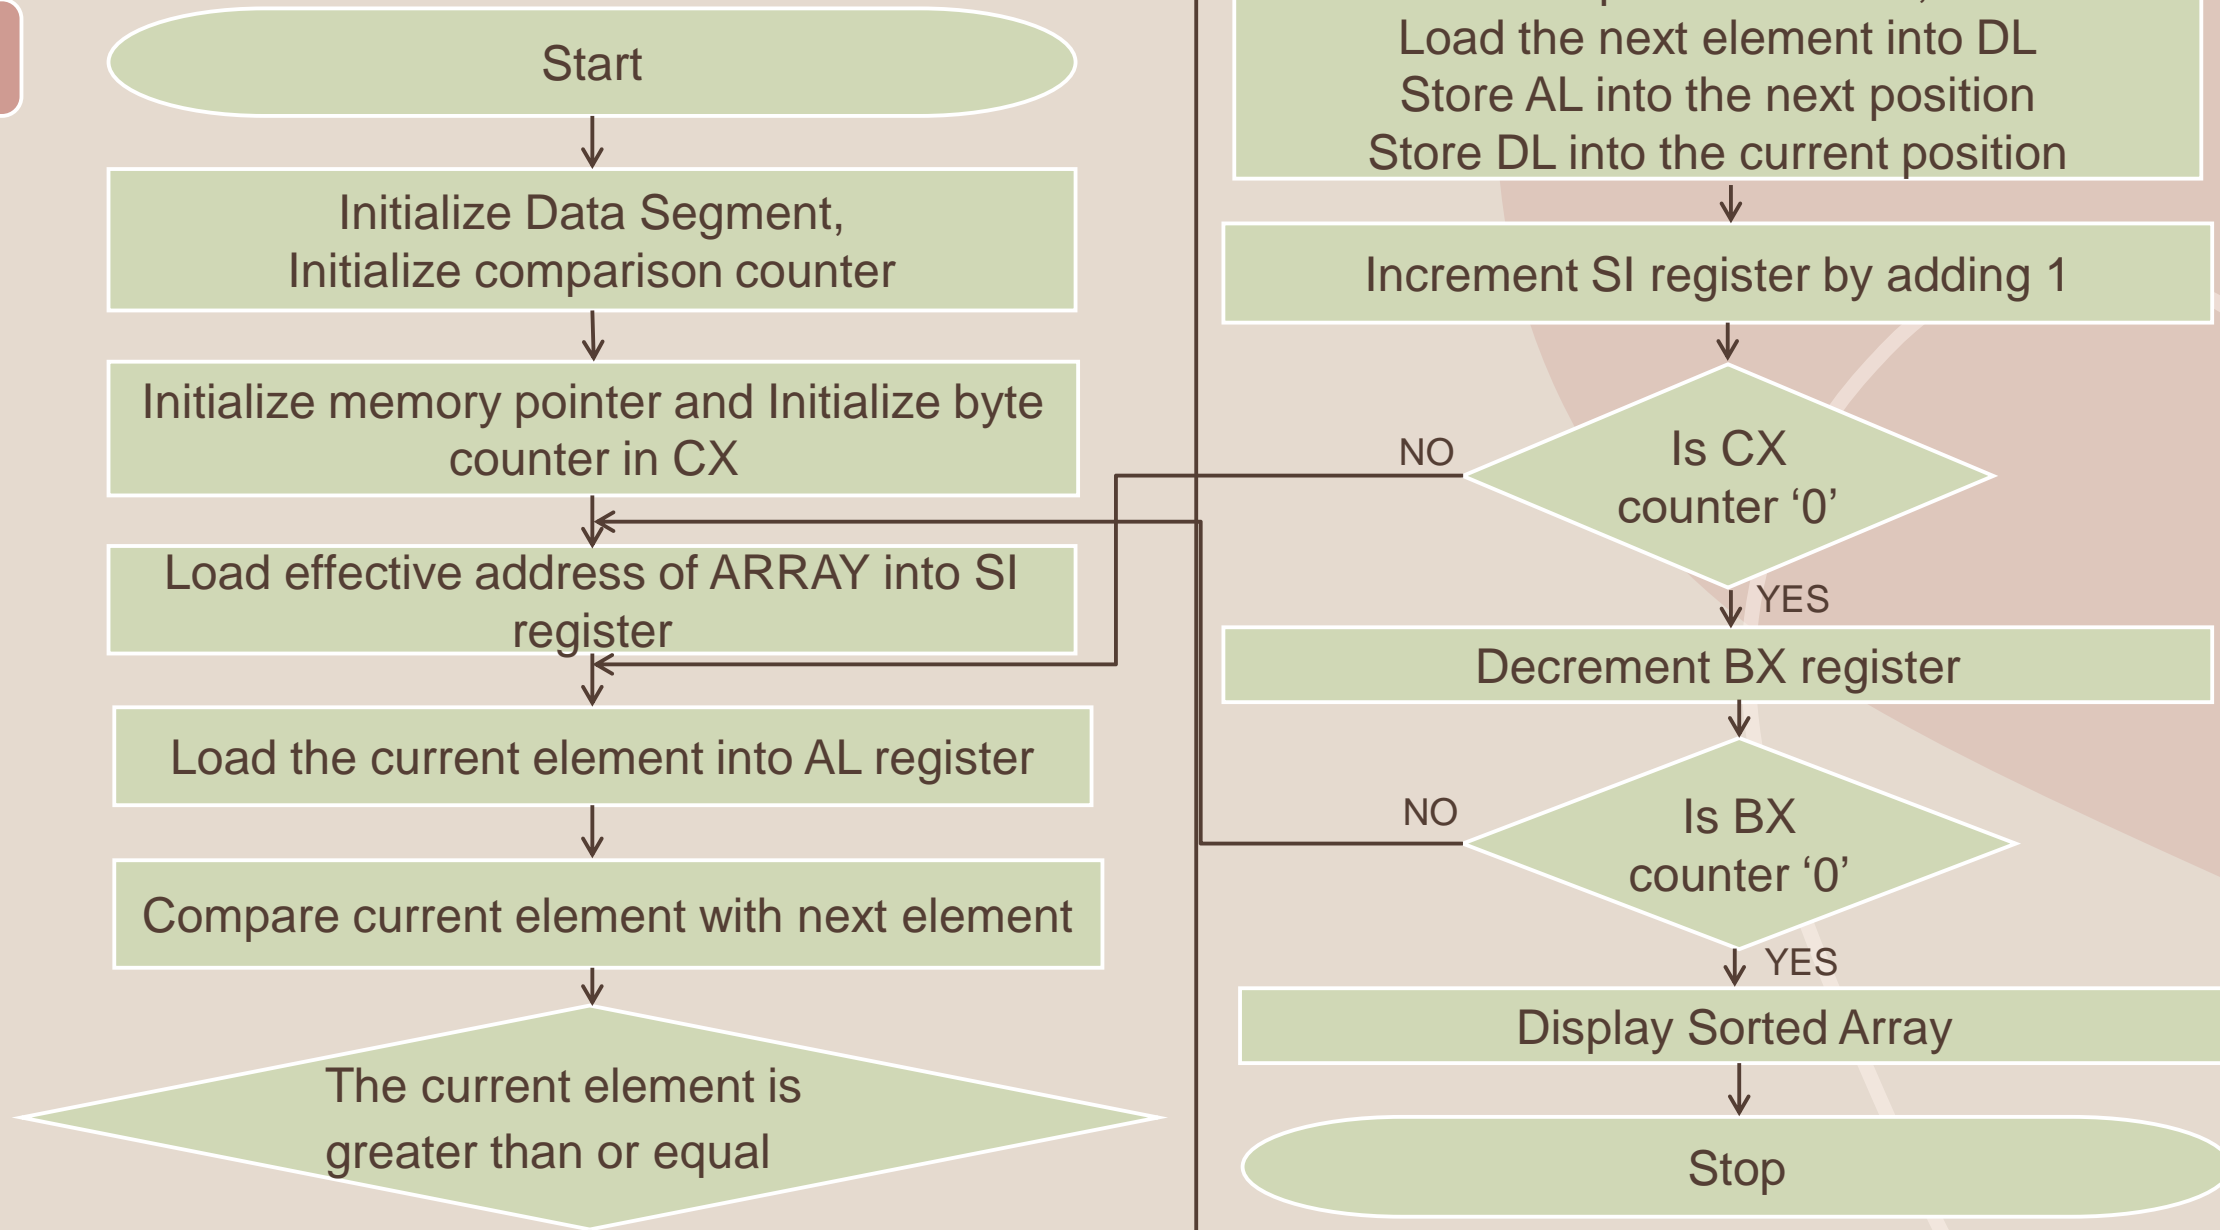 Start
Initialize Data Segment,
Initialize comparison counter
Initialize memory pointer and Initialize byte
counter in CX
Load effective address of ARRAY into SI
register
Load the current element into AL register
Compare current element with next element
The current element is
greater than or equal
Load the next element into DL
Store AL into the next position
Store DL into the current position
Increment SI register by adding 1
Is CX
counter ‘0’
NO
YES
Decrement BX register
Is BX
counter ‘0’
NO
YES
Display Sorted Array
Stop